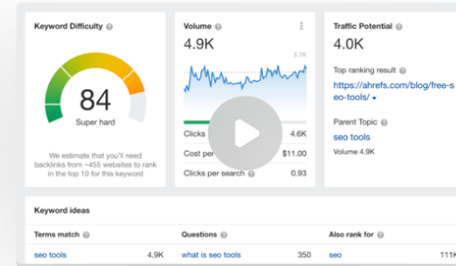 Keyword Difficulty
84
Super hard
We estimate that you'll need
backlinks from ~455 websites to rank
in the top 10 for this keyword
Volume
4.9K
5.7K
Clicks 4.6K
Cost per $11.00
Clicks per search 0.93
Traffic Potential
4.0K
Top ranking result
https://ahrefs.com/blog/free-s
eo-tools/
Parent Topic
seo tools
Volume 4.9K
Keyword ideas
Terms match Questions Also rank for
seo tools 4.9K what is seo tools 350 seo 111K